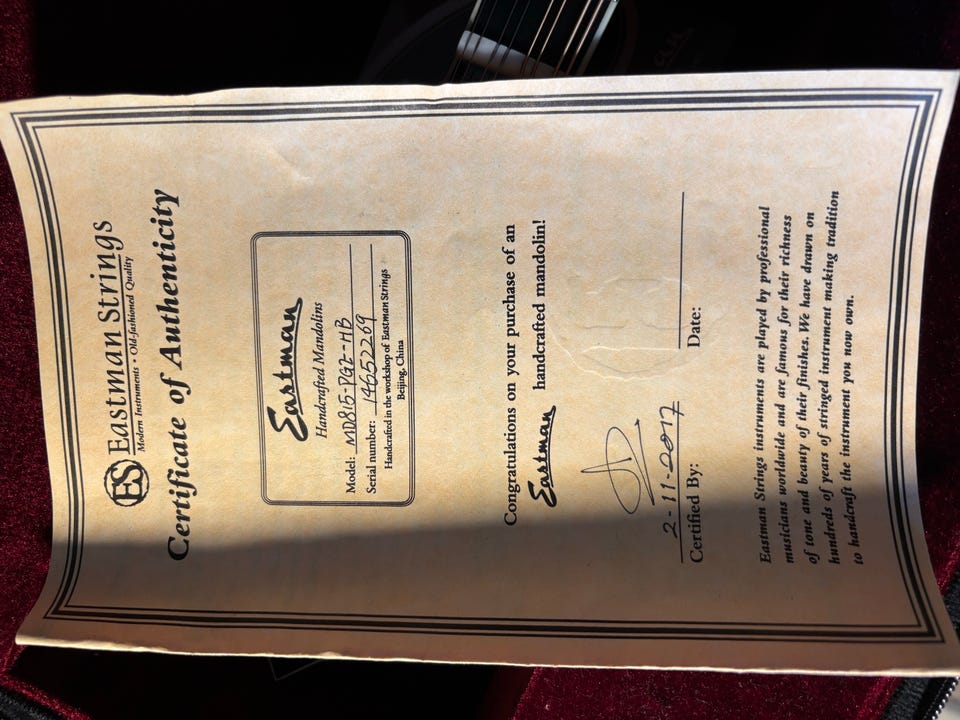 ES Eastman Strings
Modern Instruments • Old-fashioned Quality
Certificate of Authenticity
Eastman
Handcrafted Mandolins
Model: MD815-PGE-HB
Serial number: 14652269
Handcrafted in the workshop of Eastman Strings
Beijing, China
Congratulations on your purchase of an
Eastman handcrafted mandolin!
2-11-2017
Certified By: Date:
Eastman Strings instruments are played by professional
musicians worldwide and are famous for their richness
of tone and beauty of their finishes. We have drawn on
hundreds of years of stringed instrument making tradition
to handcraft the instrument you now own.